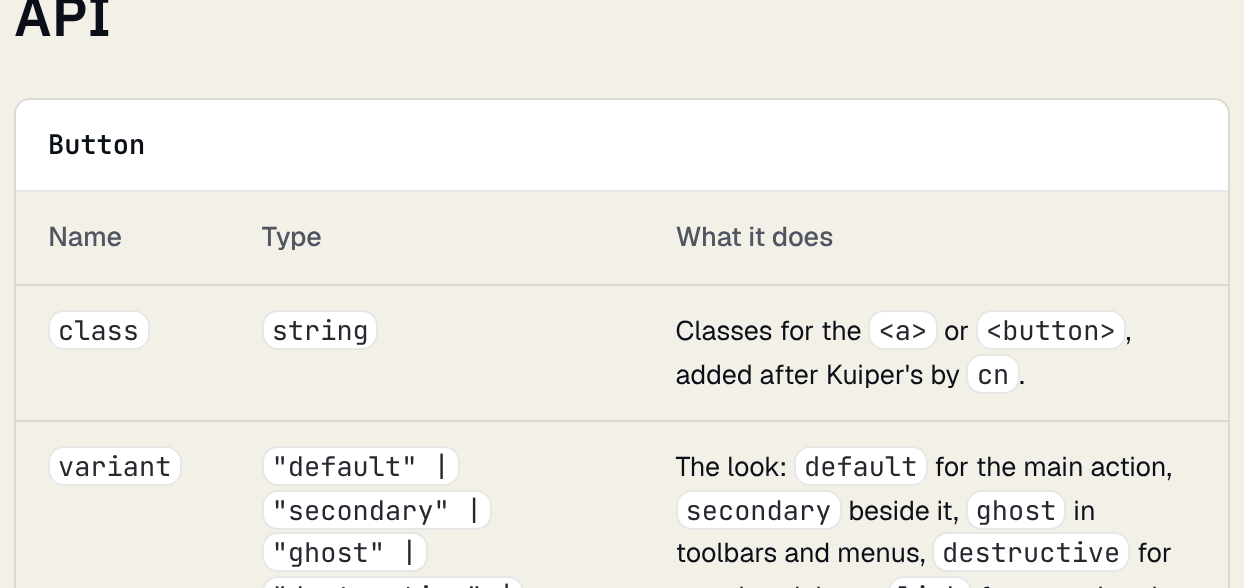 API
Button
Name Type What it does
class string Classes for the <a> or <button>,
added after Kuiper's by cn.
variant "default" | The look: default for the main action,
"secondary" | secondary beside it, ghost in
"ghost" | toolbars and menus, destructive for